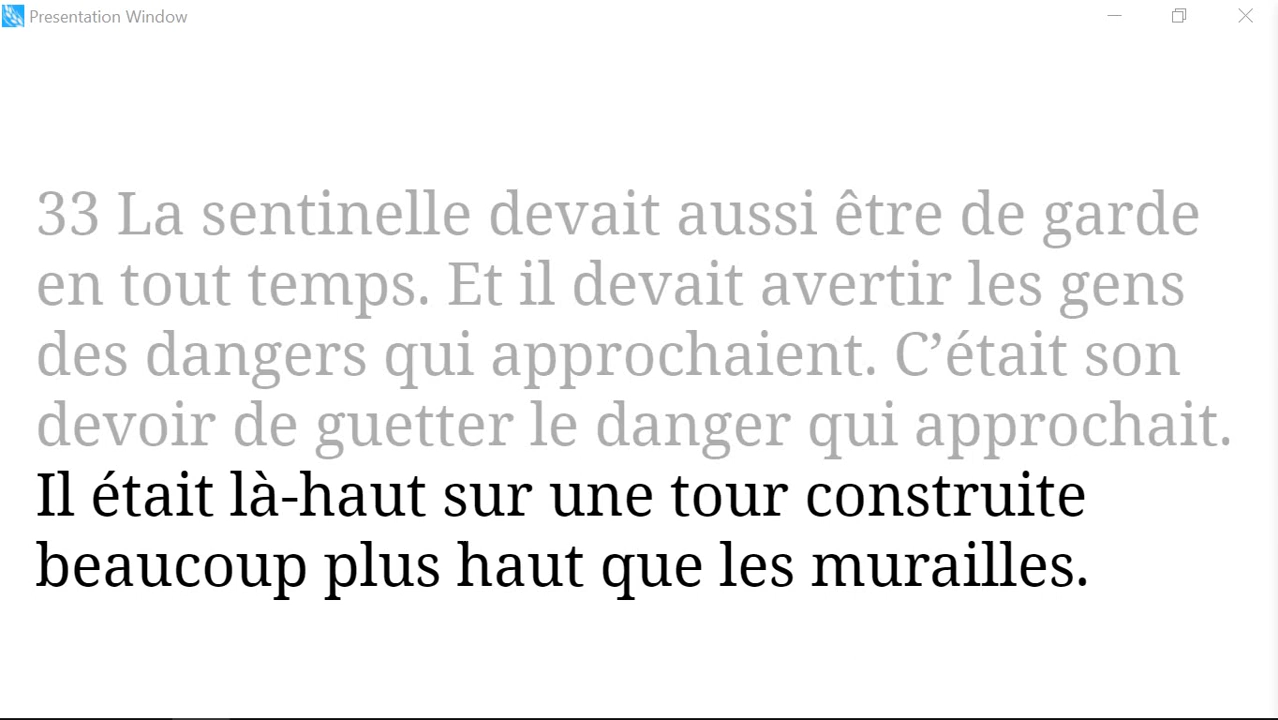 Presentation Window
33 La sentinelle devait aussi être de garde
en tout temps. Et il devait avertir les gens
des dangers qui approchaient. C’était son
devoir de guetter le danger qui approchait.
Il était là-haut sur une tour construite
beaucoup plus haut que les murailles.